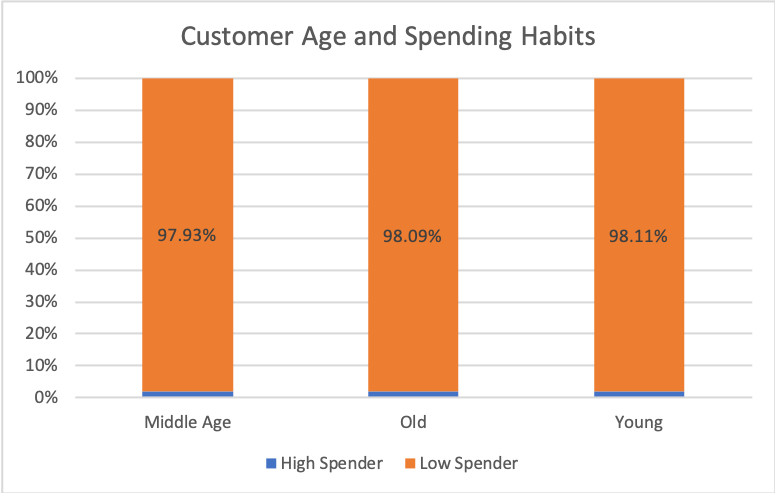 Customer Age and Spending Habits
100%
90%
80%
70%
60%
50%
40%
30%
20%
10%
0%
97.93%
98.09%
98.11%
Middle Age
Old
Young
High Spender
Low Spender